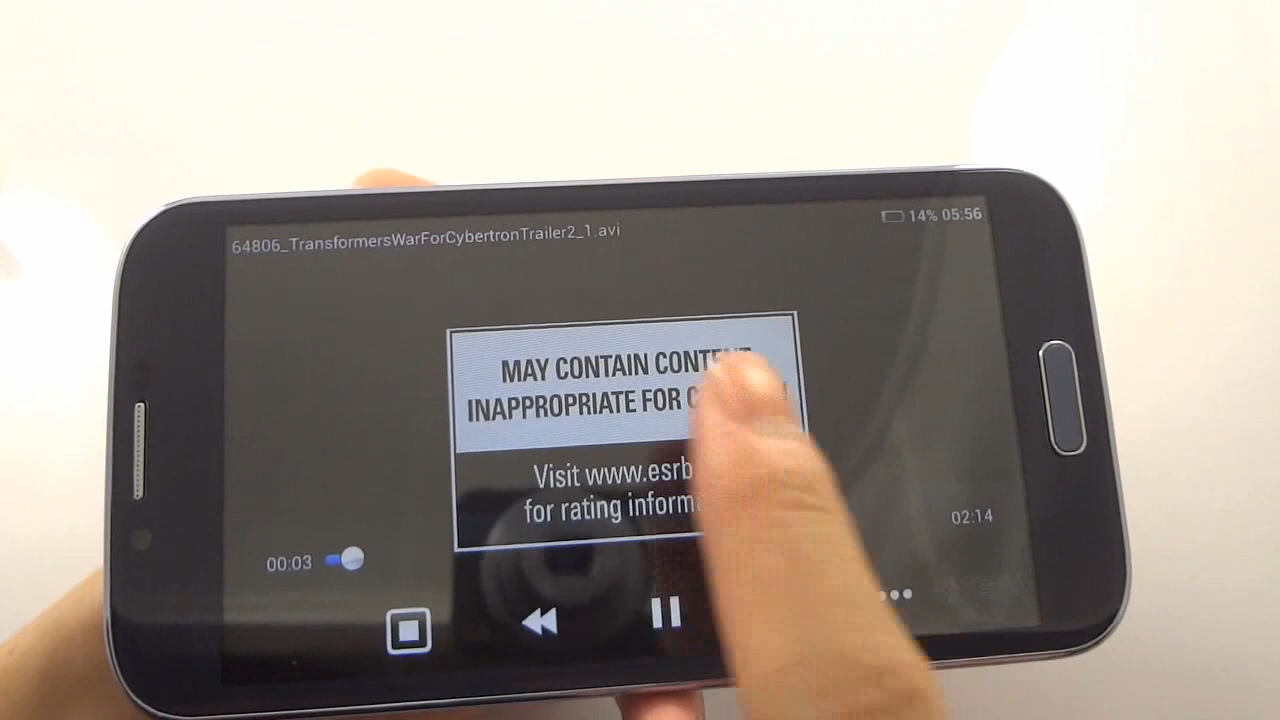 64806_TransformersWarForCybertronTrailer2_1.avi
14% 05:56
MAY CONTAIN CONTENT
INAPPROPRIATE FOR
Visit www.esrb
for rating
02:14
00:03